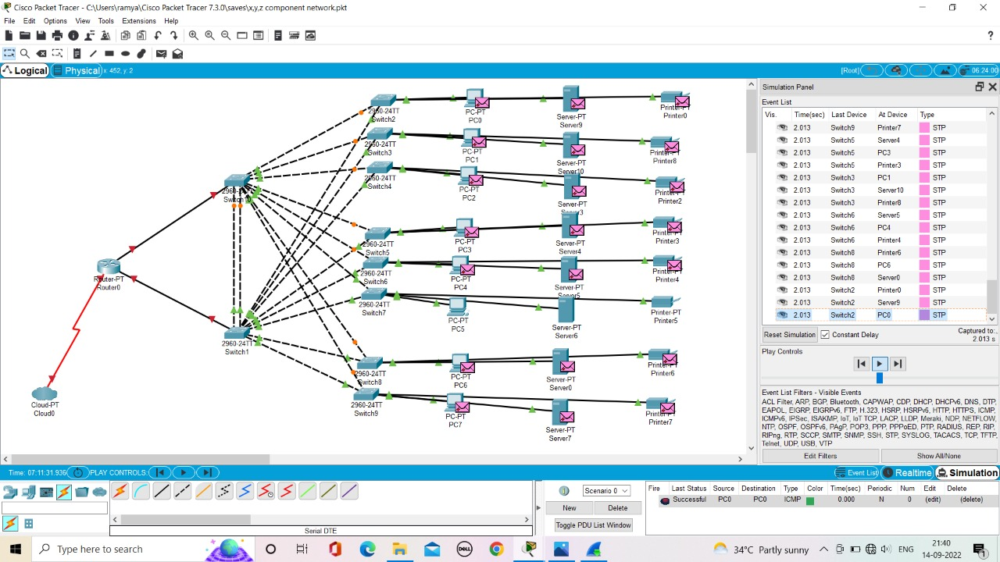 Cisco Packet Tracer - C:\Users\ramya\Cisco Packet Tracer 7.3.0\saves\x,y,z component network.pkt
File Edit Options View Tools Extensions Help
?
Logical Physical x: 452, y: 2 [Root] 06:24:00
Simulation Panel
Event List
Vis. Time(sec) Last Device At Device Type
2.013 Switch9 Printer7 STP
2.013 Switch5 Server4 STP
2.013 Switch5 PC3 STP
2.013 Switch5 Printer3 STP
2.013 Switch3 PC1 STP
2.013 Switch3 Server10 STP
2.013 Switch3 Printer8 STP
2.013 Switch6 Server5 STP
2.013 Switch6 PC4 STP
2.013 Switch6 Printer4 STP
2.013 Switch8 Printer6 STP
2.013 Switch8 PC6 STP
2.013 Switch8 Server0 STP
2.013 Switch2 Printer0 STP
2.013 Switch2 Server9 STP
2.013 Switch2 PC0 STP
Reset Simulation Constant Delay Captured to:
2.013 s
Play Controls
Event List Filters - Visible Events
ACL Filter, ARP, BGP, Bluetooth, CAPWAP, CDP, DHCP, DHCPv6, DNS, DTP,
EAPOL, EIGRP, EIGRPv6, FTP, H.323, HSRP, HSRPv6, HTTP, HTTPS, ICMP,
ICMPv6, IPSec, ISAKMP, IoT, IoT TCP, LACP, LLDP, Meraki, NDP, NETFLOW,
NTP, OSPF, OSPFv6, PAgP, POP3, PPP, PPPoED, PTP, RADIUS, REP, RIP,
RIPng, RTP, SCCP, SMTP, SNMP, SSH, STP, SYSLOG, TACACS, TCP, TFTP,
Telnet, UDP, USB, VTP
Edit Filters Show All/None
2960-24TT
Switch2
PC-PT
PC0
Server-PT
Server9
Printer-PT
Printer0
2960-24TT
Switch3
PC-PT
PC1
Server-PT
Server10
Printer-PT
Printer8
2960-24TT
Switch4
PC-PT
PC2
Server-PT
Printer-PT
Printer2
2960-24TT
Switch5
PC-PT
PC3
Server-PT
Server4
Printer-PT
Printer3
2960-24TT
Switch6
PC-PT
PC4
Server-PT
Server5
Printer-PT
Printer4
2960-24TT
Switch7
PC-PT
PC5
Server-PT
Server6
Printer-PT
Printer5
2960-24TT
Switch8
PC-PT
PC6
Server-PT
Server0
Printer-PT
Printer6
2960-24TT
Switch9
PC-PT
PC7
Server-PT
Server7
Printer-PT
Printer7
Switch10
2960-24TT
Switch1
Router-PT
Router0
Cloud-PT
Cloud0
Time: 07:11:31.936 PLAY CONTROLS: Event List Realtime Simulation
Serial DTE
Scenario 0
New Delete
Toggle PDU List Window
Fire Last Status Source Destination Type Color Time(sec) Periodic Num Edit Delete
Successful PC0 PC0 ICMP 0.000 N 0 (edit) (delete)
Type here to search
DELL
34°C Partly sunny ENG
21:40
14-09-2022
1